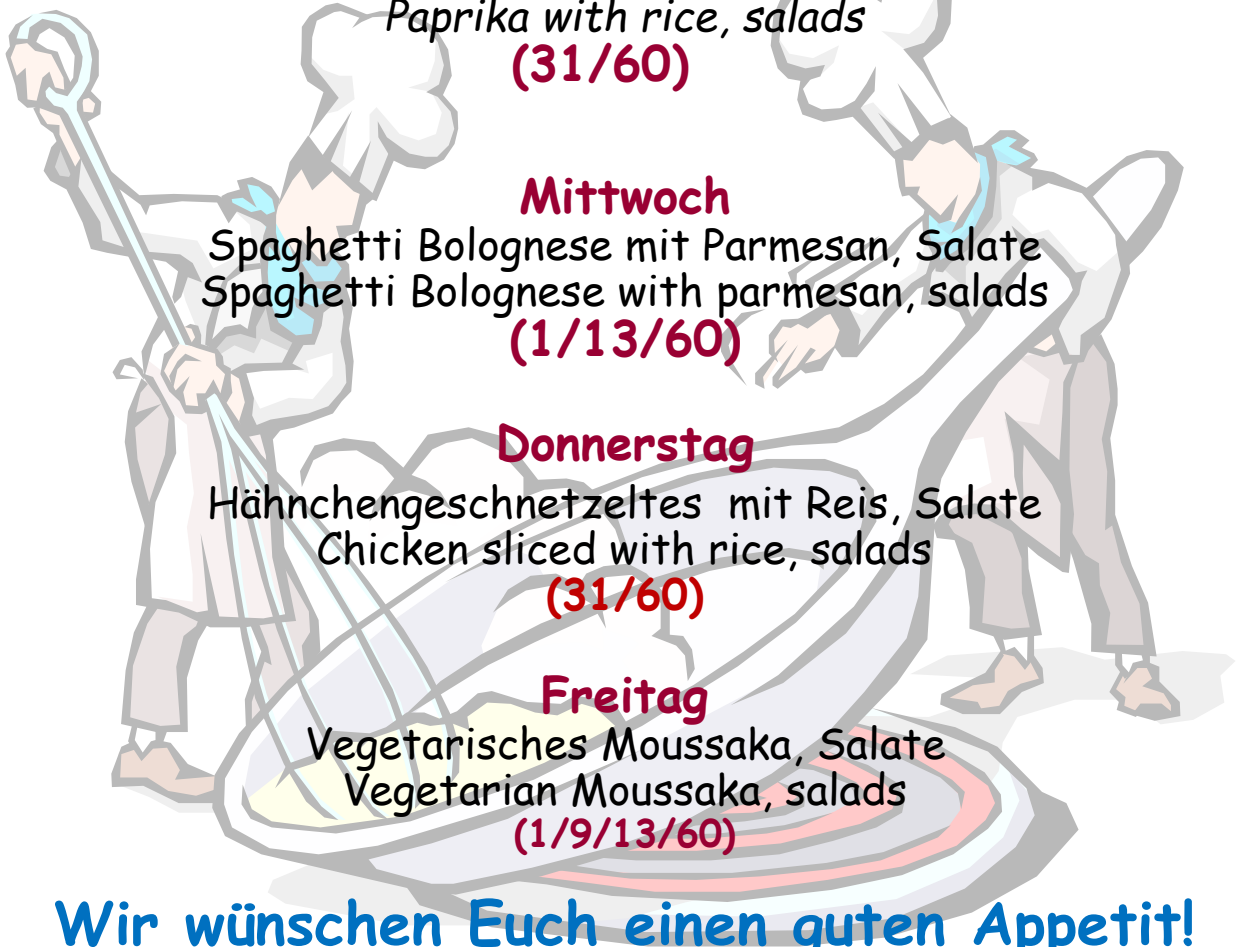 Paprika with rice, salads
(31/60)
Mittwoch
Spaghetti Bolognese mit Parmesan, Salate
Spaghetti Bolognese with parmesan, salads
(1/13/60)
Donnerstag
Hähnchengeschnetzeltes mit Reis, Salate
Chicken sliced with rice, salads
(31/60)
Freitag
Vegetarisches Moussaka, Salate
Vegetarian Moussaka, salads
(1/9/13/60)
Wir wünschen Euch einen guten Appetit!